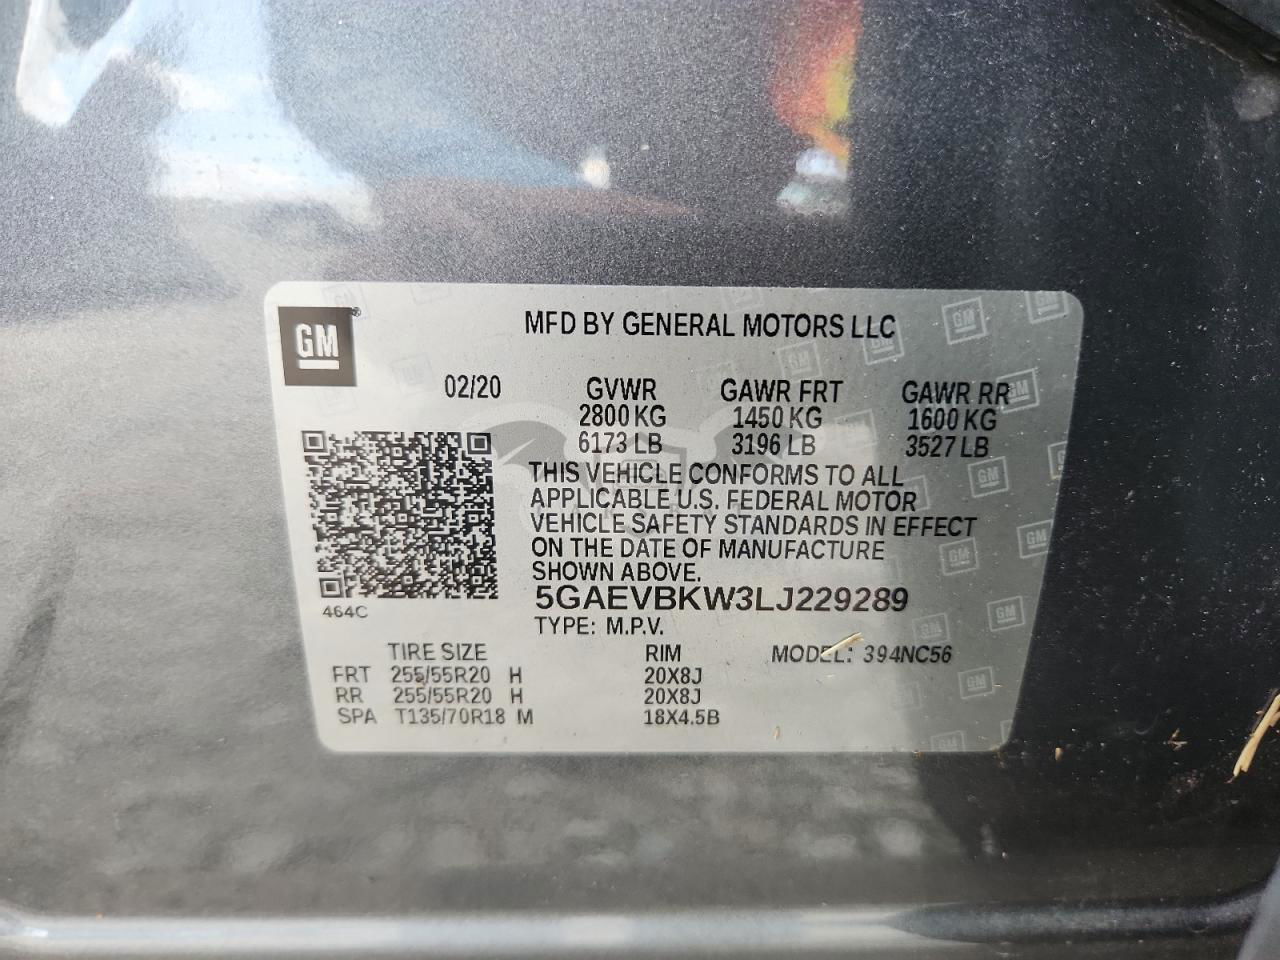 GM®
MFD BY GENERAL MOTORS LLC
02/20 GVWR GAWR FRT GAWR RR
2800 KG 1450 KG 1600 KG
6173 LB 3196 LB 3527 LB
THIS VEHICLE CONFORMS TO ALL
APPLICABLE U.S. FEDERAL MOTOR
VEHICLE SAFETY STANDARDS IN EFFECT
ON THE DATE OF MANUFACTURE
SHOWN ABOVE.
464C
5GAEVBKW3LJ229289
TYPE: M.P.V.
TIRE SIZE RIM MODEL: 394NC56
FRT 255/55R20 H 20X8J
RR 255/55R20 H 20X8J
SPA T135/70R18 M 18X4.5B